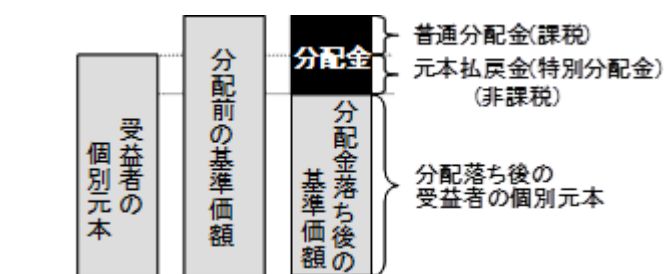 受益者の
個別元本
分配前の基準価額
分配金
分配金落ち後の
基準価額
普通分配金(課税)
元本払戻金(特別分配金)
(非課税)
分配落ち後の
受益者の個別元本